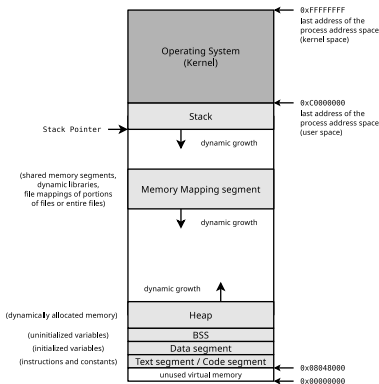 0xFFFFFFFF
last address of the
process address space
(kernel space)
Operating System
(Kernel)
0xC0000000
last address of the
process address space
(user space)
Stack
Stack Pointer
dynamic growth
(shared memory segments,
dynamic libraries,
file mappings of portions
of files or entire files)
Memory Mapping segment
dynamic growth
dynamic growth
(dynamically allocated memory)
Heap
(uninitialized variables)
BSS
(initialized variables)
Data segment
(instructions and constants)
Text segment / Code segment
0x08048000
unused virtual memory
0x00000000